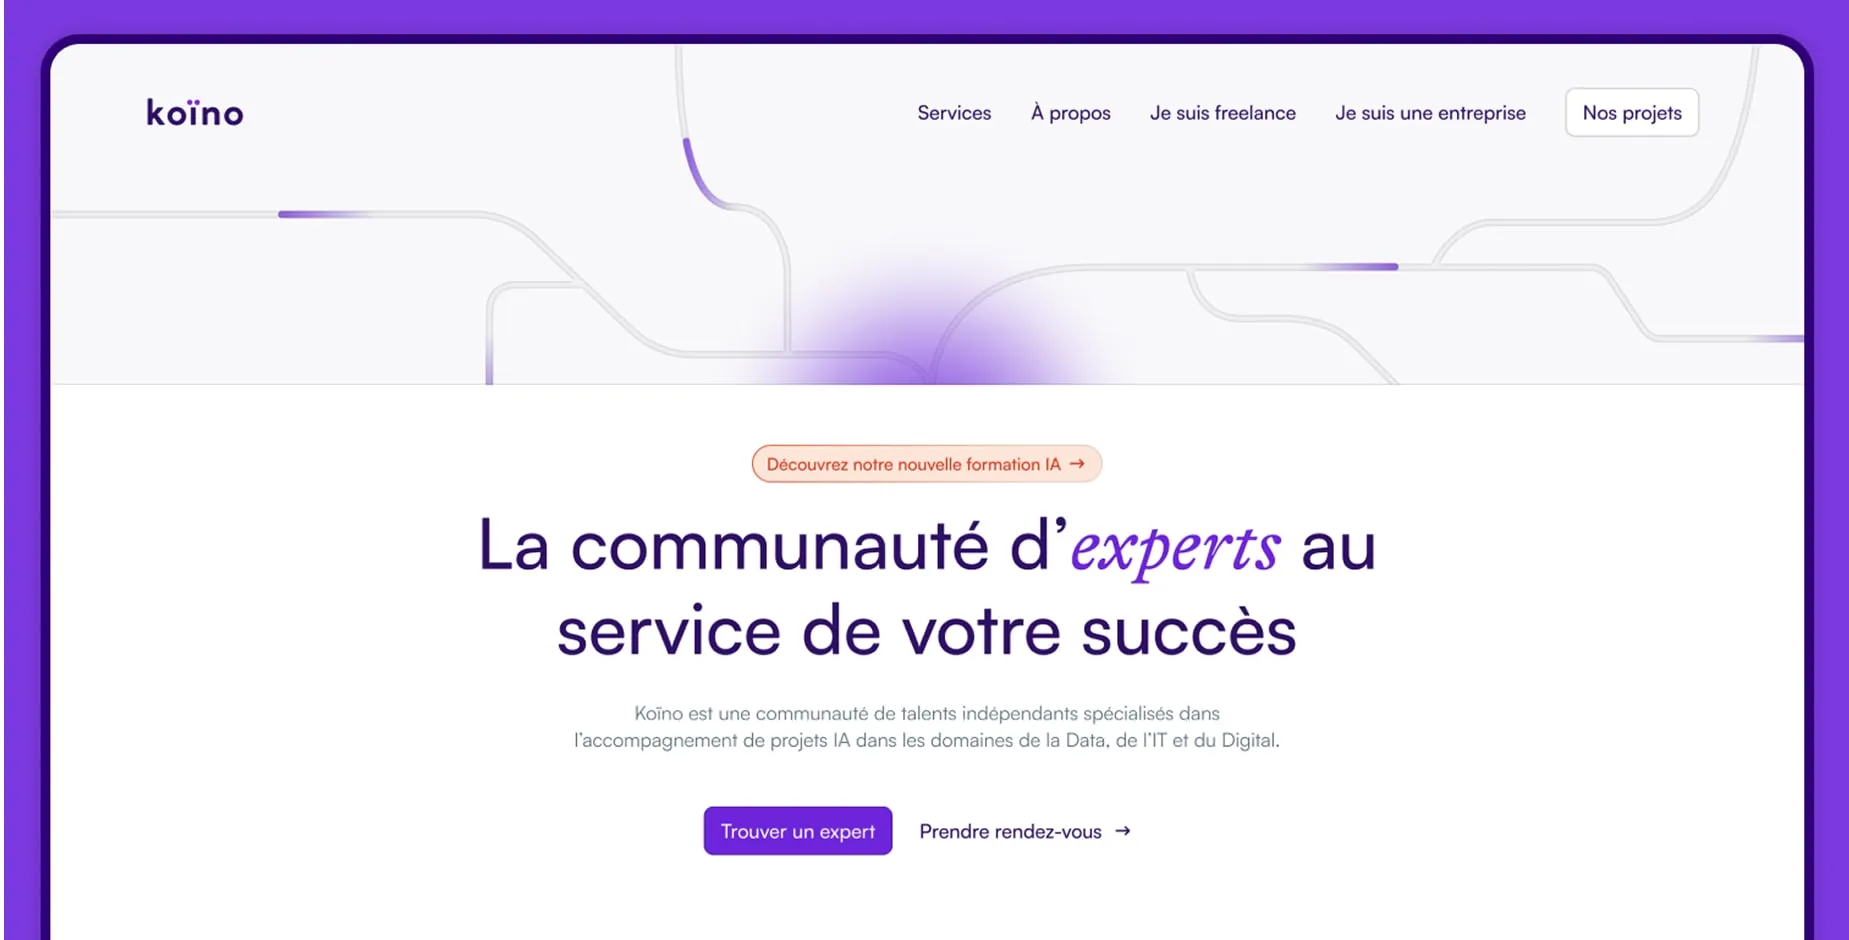 koïno
Services
À propos
Je suis freelance
Je suis une entreprise
Nos projets
Découvrez notre nouvelle formation IA →
La communauté d’experts au
service de votre succès
Koïno est une communauté de talents indépendants spécialisés dans
l’accompagnement de projets IA dans les domaines de la Data, de l’IT et du Digital.
Trouver un expert
Prendre rendez-vous →